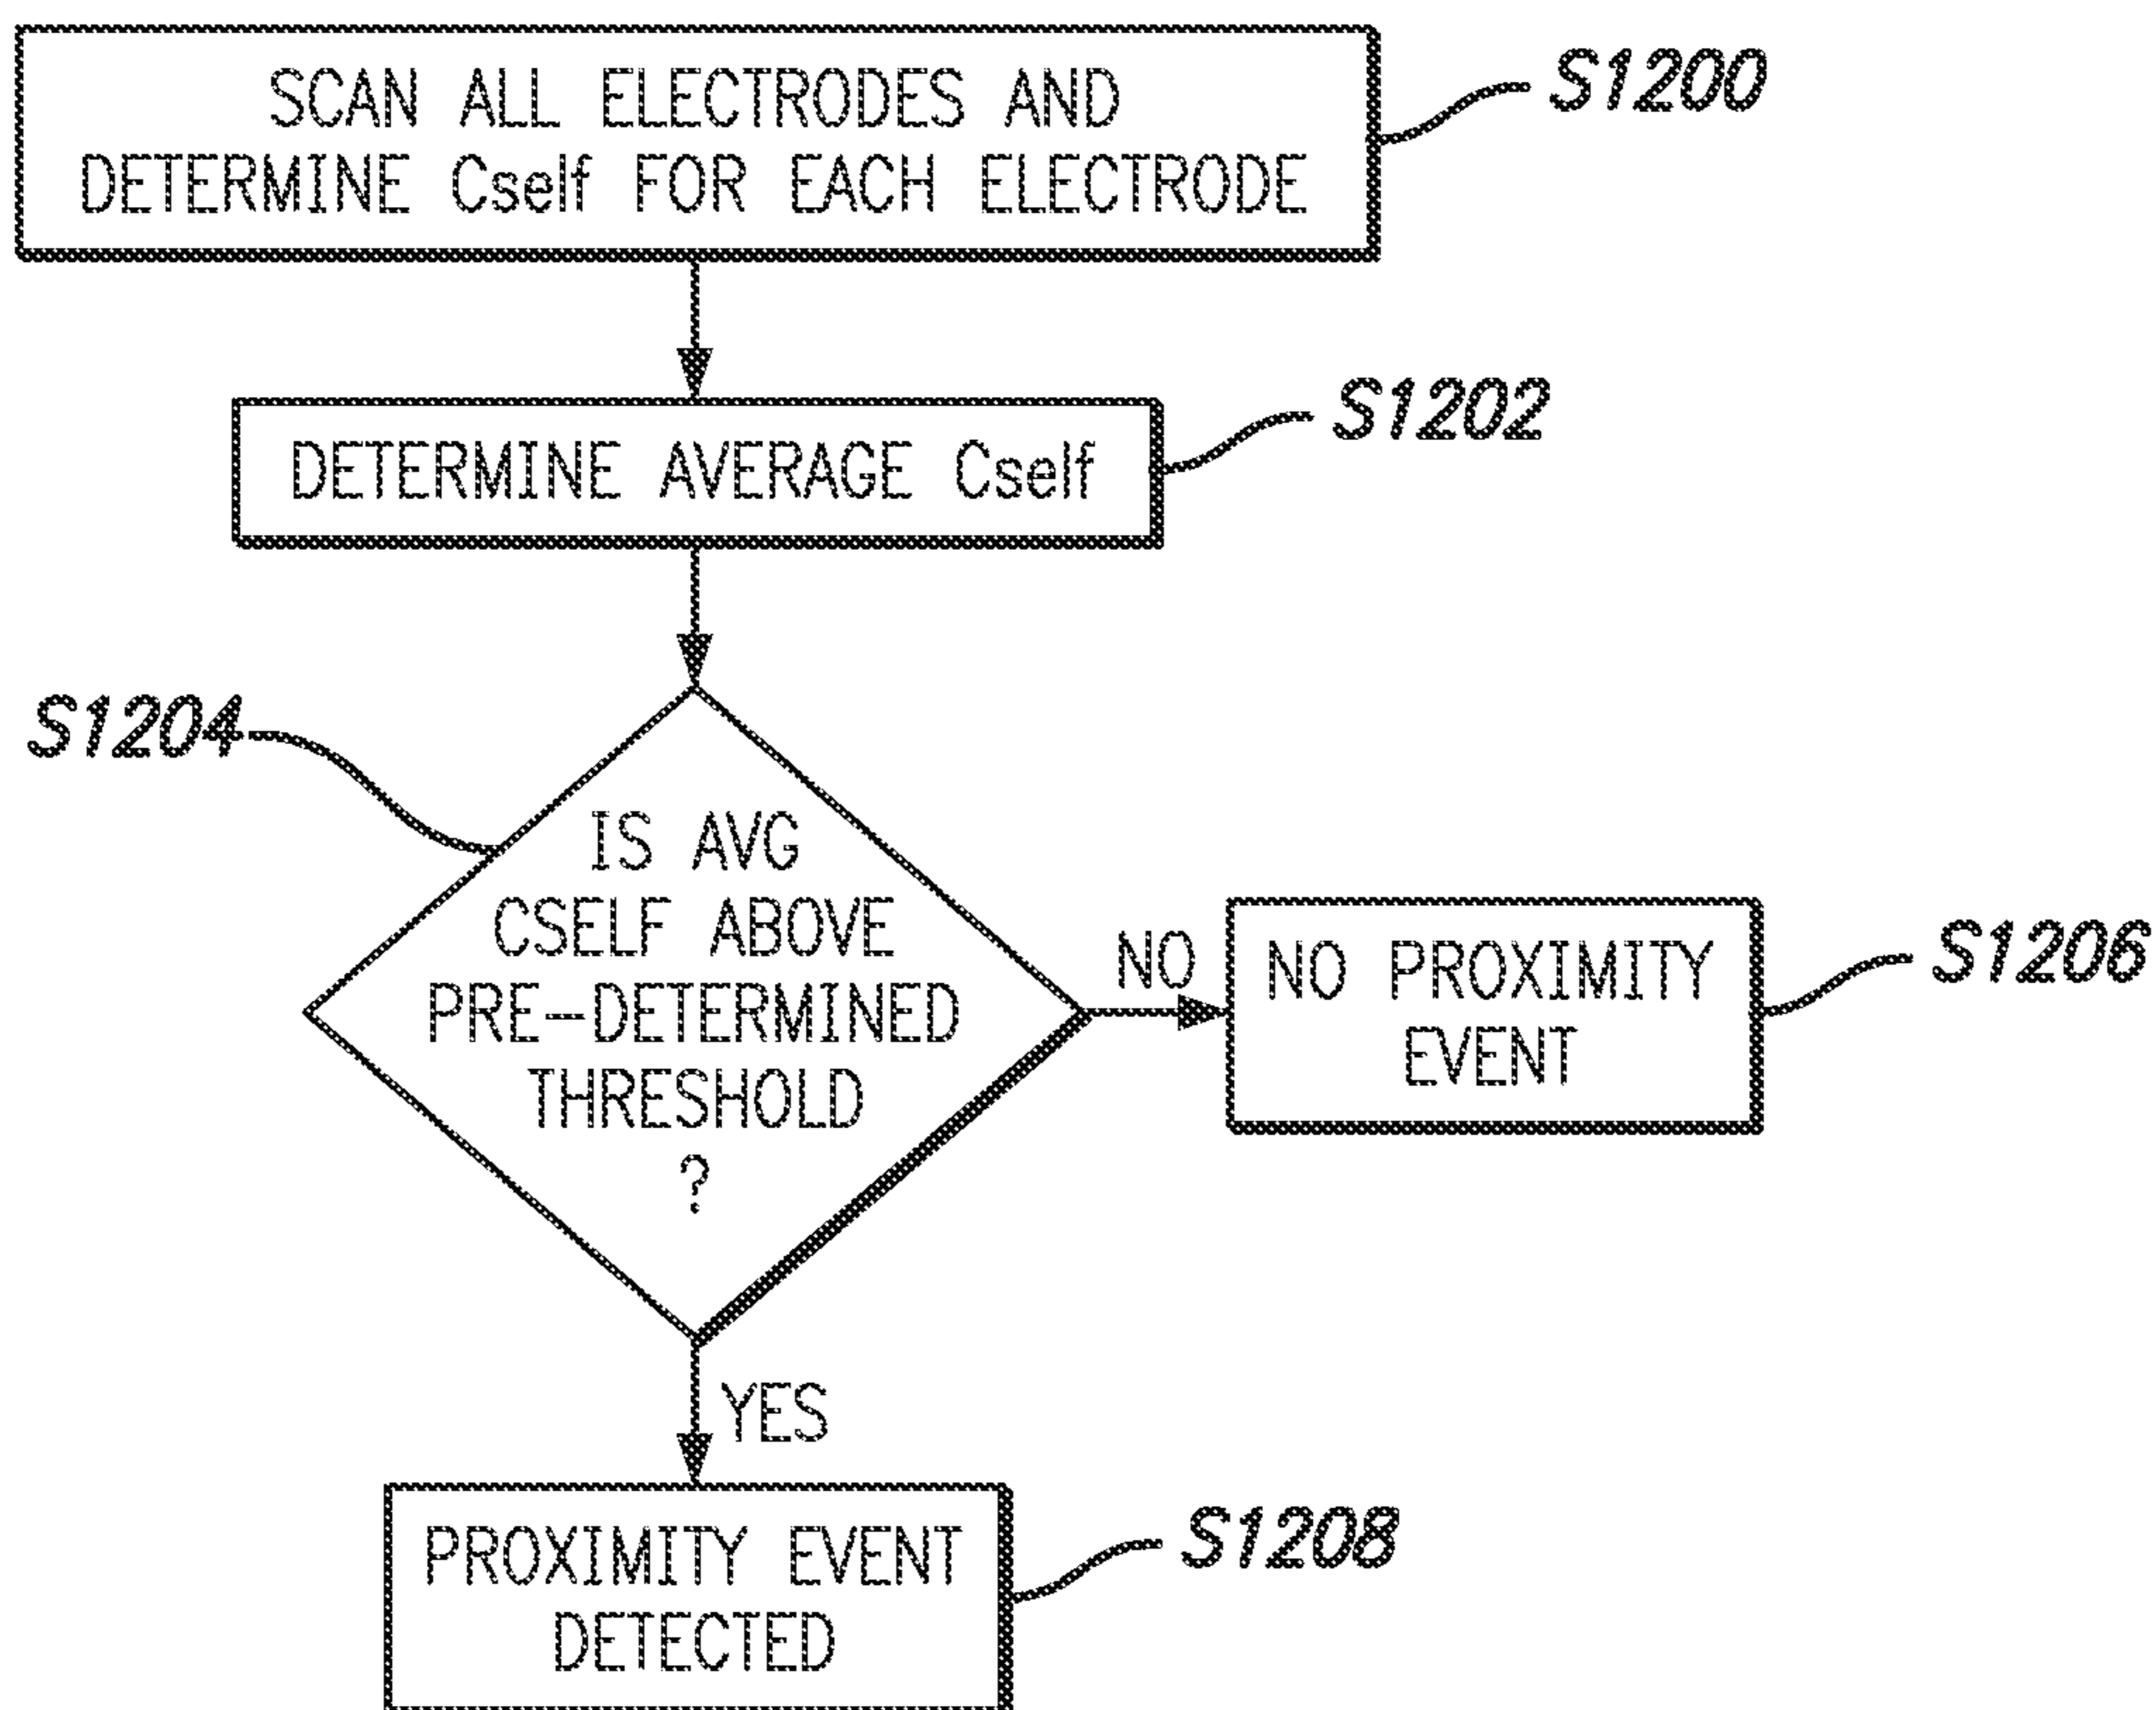 SCAN ALL ELECTRODES AND
DETERMINE Cself FOR EACH ELECTRODE
S1200
DETERMINE AVERAGE Cself
S1202
S1204
IS AVG
CSELF ABOVE
PRE-DETERMINED
THRESHOLD
?
NO
NO PROXIMITY
EVENT
S1206
YES
PROXIMITY EVENT
DETECTED
S1208